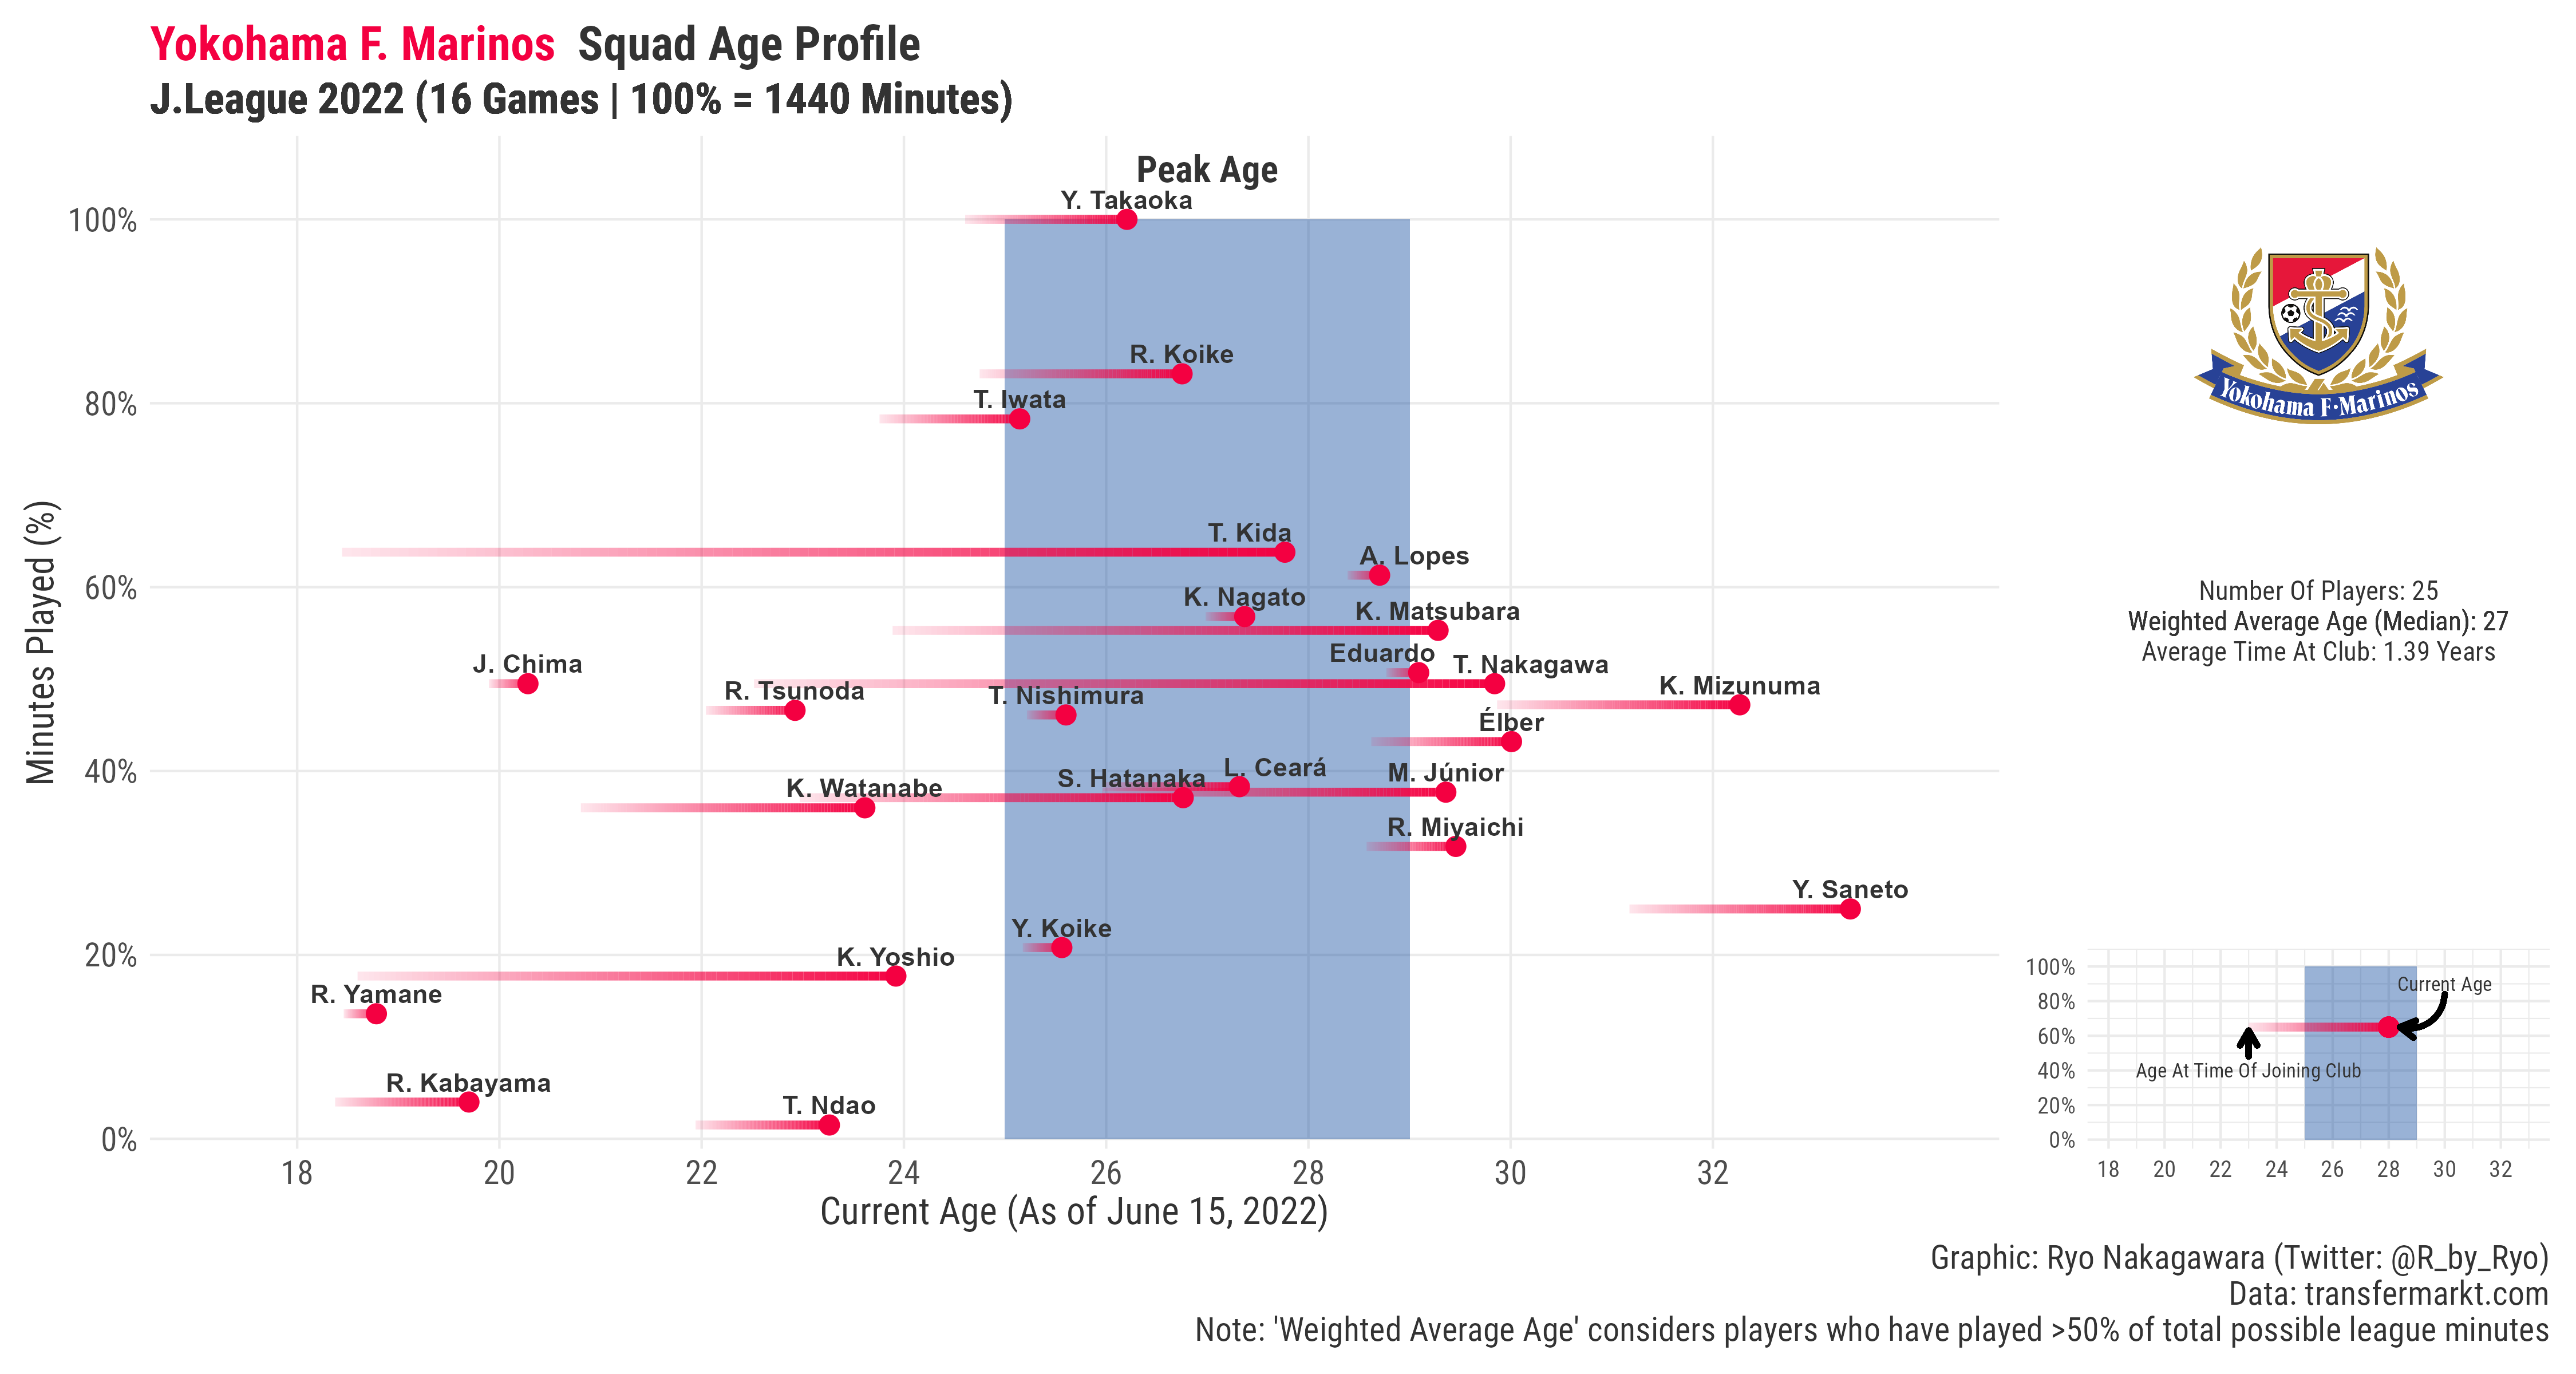 Yokohama F. Marinos Squad Age Profile
J.League 2022 (16 Games | 100% = 1440 Minutes)
Peak Age
Y. Takaoka
100%
R. Koike
T. Iwata
80%
T. Kida
A. Lopes
60%
K. Nagato
K. Matsubara
Eduardo
T. Nakagawa
J. Chima
R. Tsunoda
T. Nishimura
K. Mizunuma
Élber
40%
L. Ceará
S. Hatanaka
M. Júnior
K. Watanabe
R. Miyaichi
Y. Saneto
Y. Koike
20%
K. Yoshio
R. Yamane
R. Kabayama
T. Ndao
0%
Minutes Played (%)
18 20 22 24 26 28 30 32
Current Age (As of June 15, 2022)
Yokohama F·Marinos
Number Of Players: 25
Weighted Average Age (Median): 27
Average Time At Club: 1.39 Years
100%
Current Age
80%
60%
40%
Age At Time Of Joining Club
20%
0%
18 20 22 24 26 28 30 32
Graphic: Ryo Nakagawara (Twitter: @R_by_Ryo)
Data: transfermarkt.com
Note: 'Weighted Average Age' considers players who have played >50% of total possible league minutes